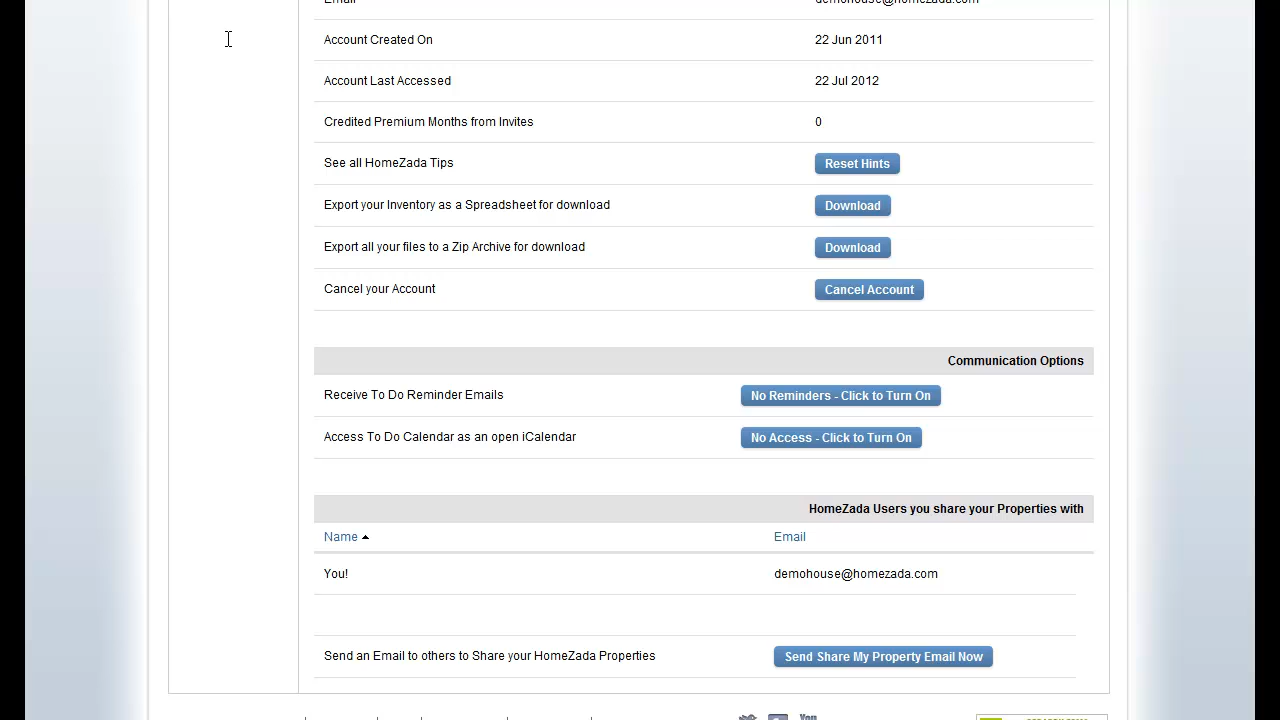 Email demohouse@homezada.com
Account Created On 22 Jun 2011
Account Last Accessed 22 Jul 2012
Credited Premium Months from Invites 0
See all HomeZada Tips Reset Hints
Export your Inventory as a Spreadsheet for download Download
Export all your files to a Zip Archive for download Download
Cancel your Account Cancel Account
Communication Options
Receive To Do Reminder Emails No Reminders - Click to Turn On
Access To Do Calendar as an open iCalendar No Access - Click to Turn On
HomeZada Users you share your Properties with
Name Email
You! demohouse@homezada.com
Send an Email to others to Share your HomeZada Properties Send Share My Property Email Now
You